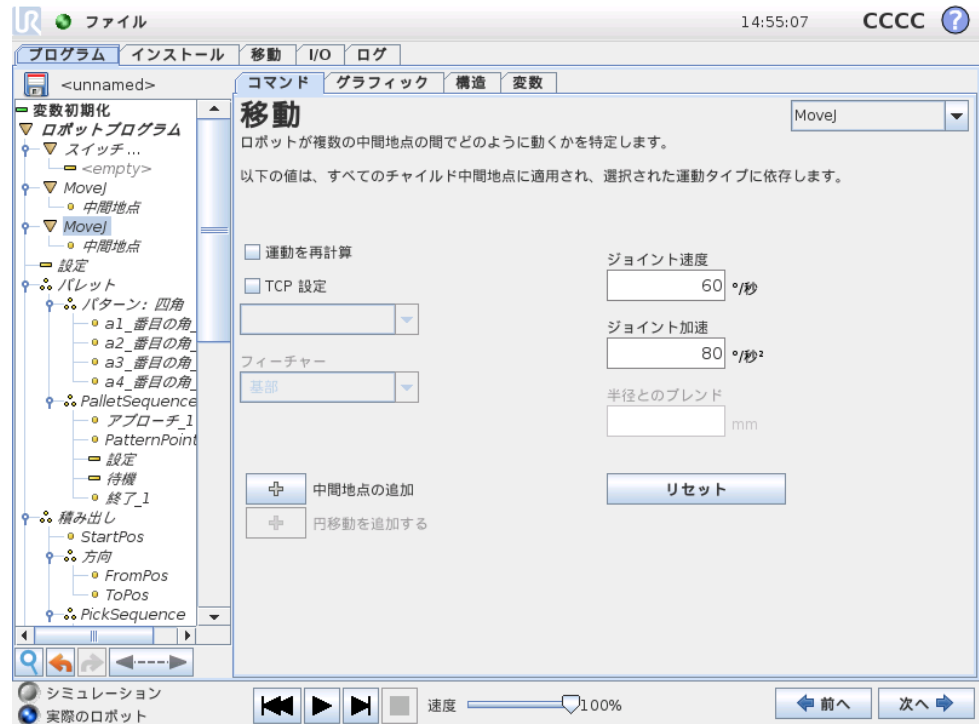 UR ファイル 14:55:07 CCCC ?
プログラム インストール 移動 I/O ログ
<unnamed>
変数初期化
ロボットプログラム
スイッチ ...
<empty>
MoveJ
中間地点
MoveJ
中間地点
設定
パレット
パターン: 四角
a1_番目の角_
a2_番目の角_
a3_番目の角_
a4_番目の角_
PalletSequence
アプローチ_1
PatternPoint
設定
待機
終了_1
積み出し
StartPos
方向
FromPos
ToPos
PickSequence
コマンド グラフィック 構造 変数
移動 MoveJ
ロボットが複数の中間地点の間でどのように動くかを特定します。
以下の値は、すべてのチャイルド中間地点に適用され、選択された運動タイプに依存します。
運動を再計算
TCP 設定
フィーチャー
基部
ジョイント速度
60 °/秒
ジョイント加速
80 °/秒²
半径とのブレンド
mm
中間地点の追加
円移動を追加する
リセット
シミュレーション
実際のロボット
速度 100%
前へ 次へ